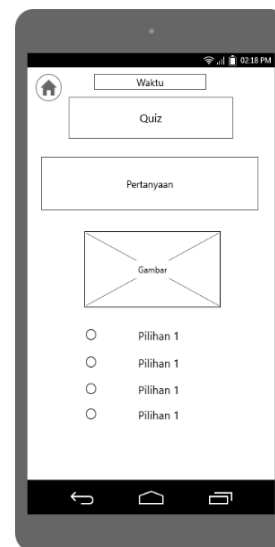 02:18 PM
Waktu
Quiz
Pertanyaan
Gambar
Pilihan 1
Pilihan 1
Pilihan 1
Pilihan 1